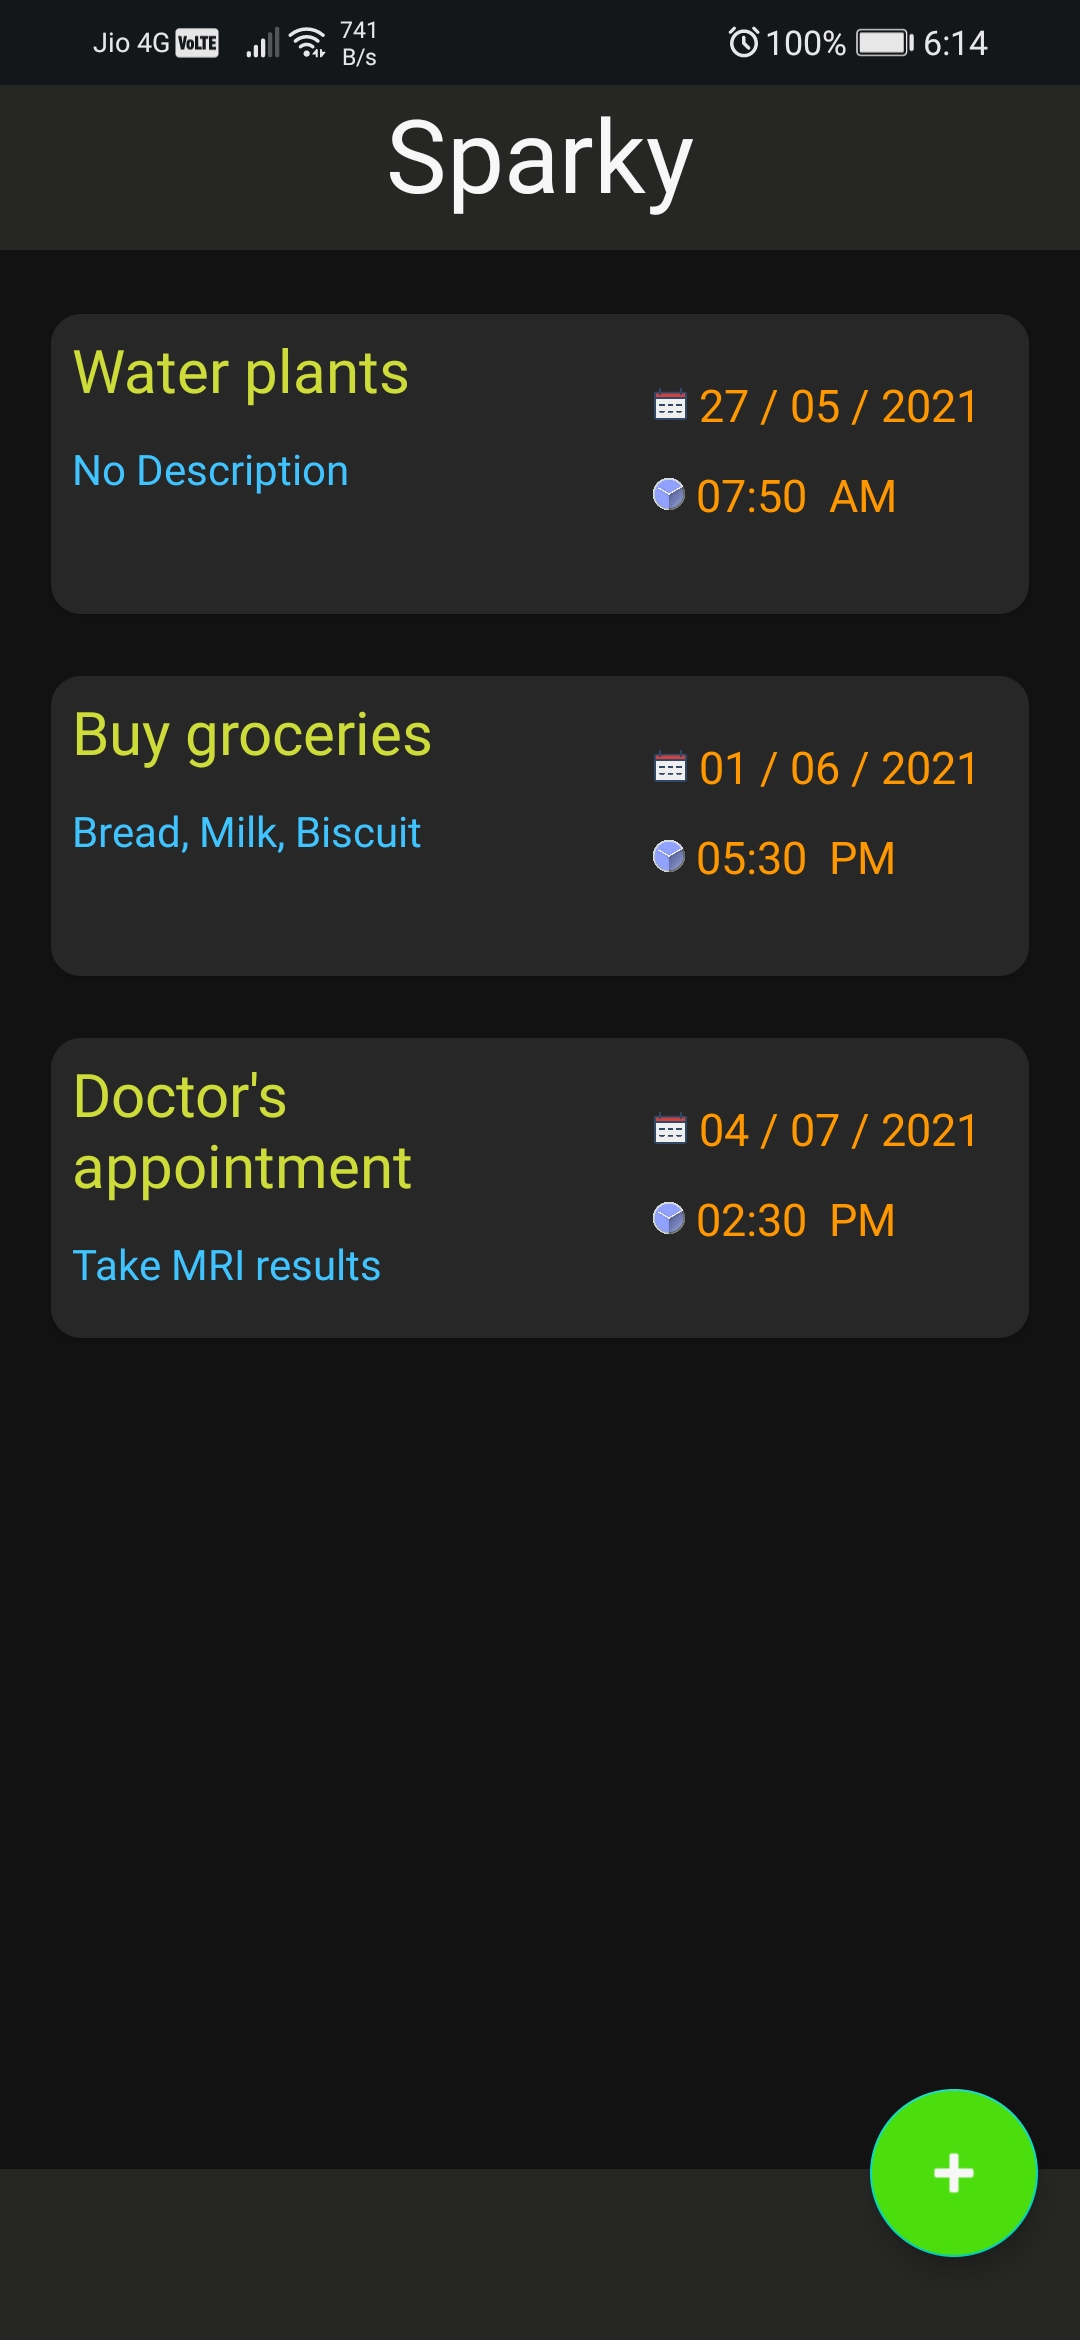 Jio 4G VoLTE 741 B/s 100% 6:14
Sparky
Water plants
27 / 05 / 2021
No Description
07:50 AM
Buy groceries
01 / 06 / 2021
Bread, Milk, Biscuit
05:30 PM
Doctor's
appointment
04 / 07 / 2021
02:30 PM
Take MRI results